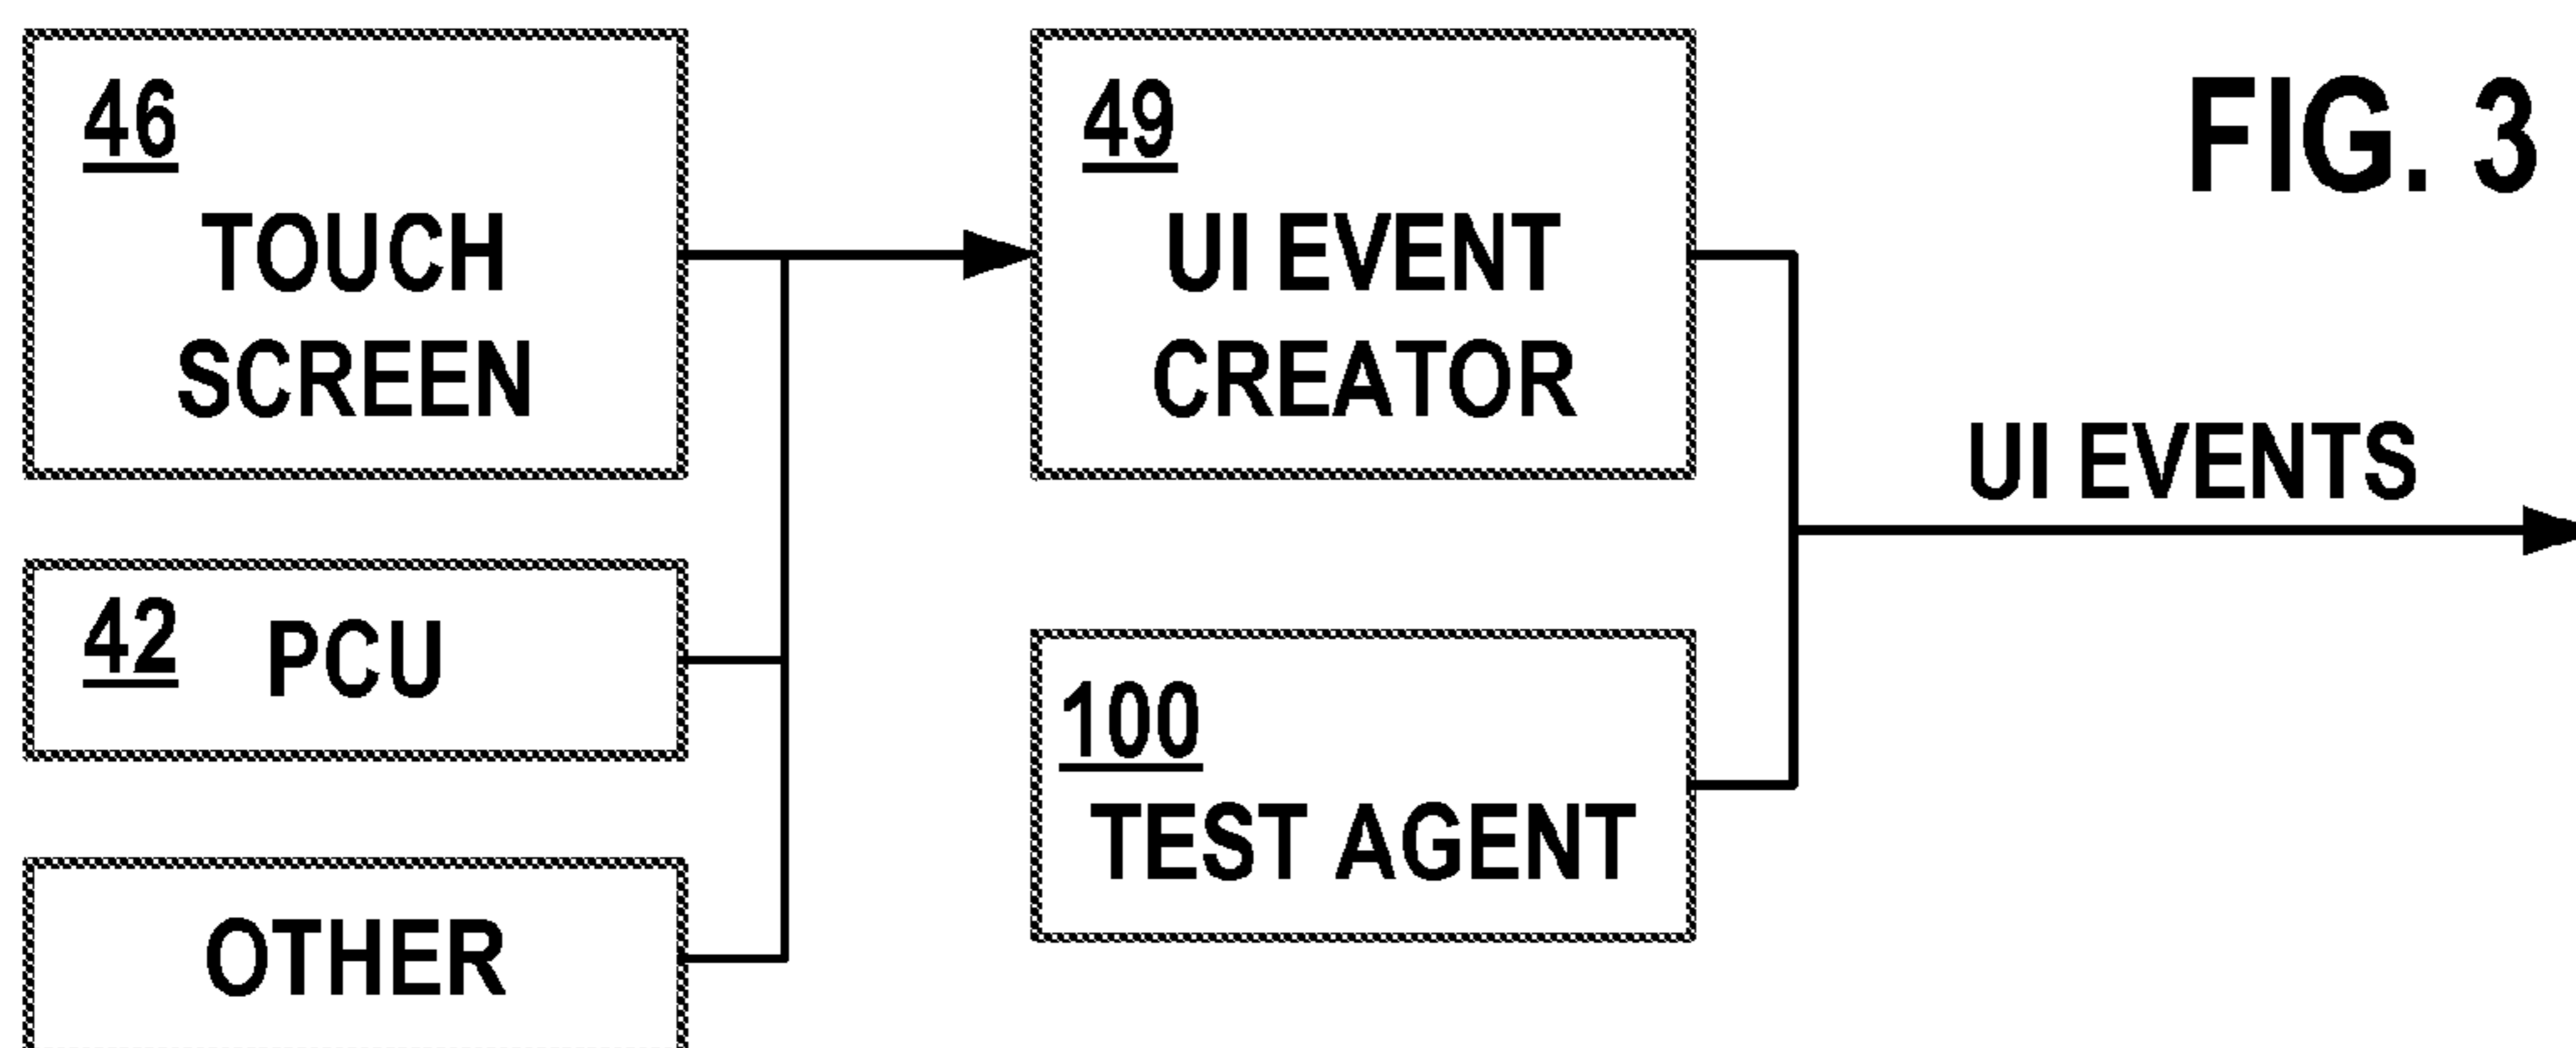 46
TOUCH
SCREEN
42 PCU
OTHER
49
UI EVENT
CREATOR
100
TEST AGENT
UI EVENTS
FIG. 3